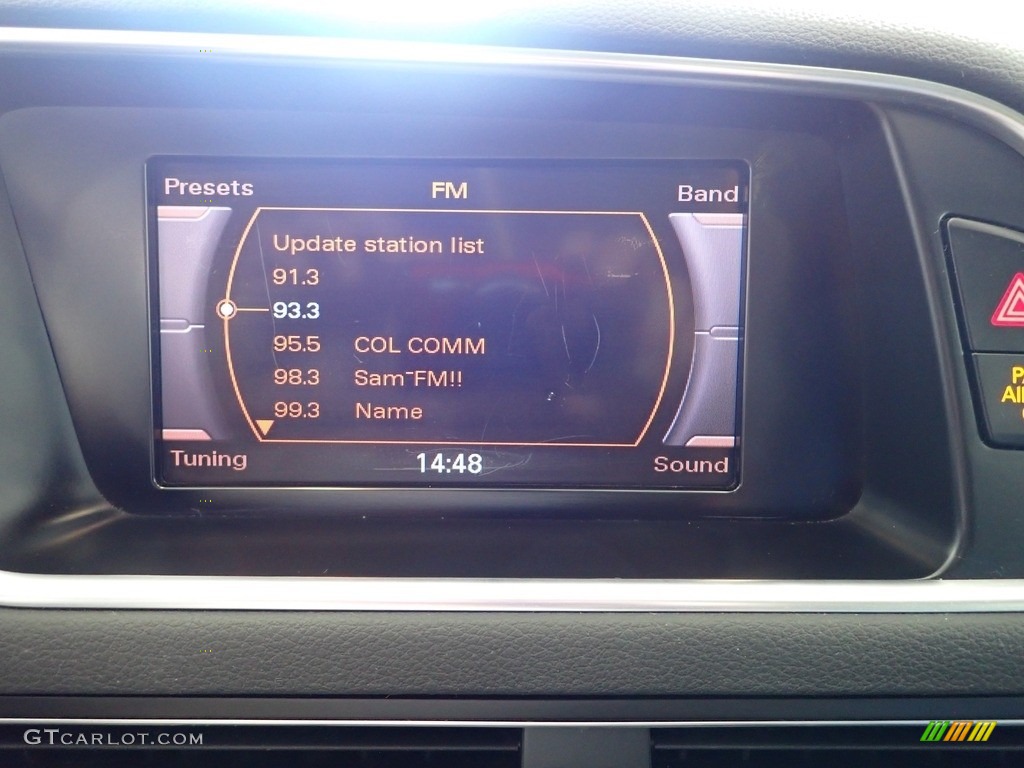 Presets FM Band
Update station list
91.3
93.3
95.5 COL COMM
98.3 Sam~FM!!
99.3 Name
Tuning 14:48 Sound
GTCARLOT.COM